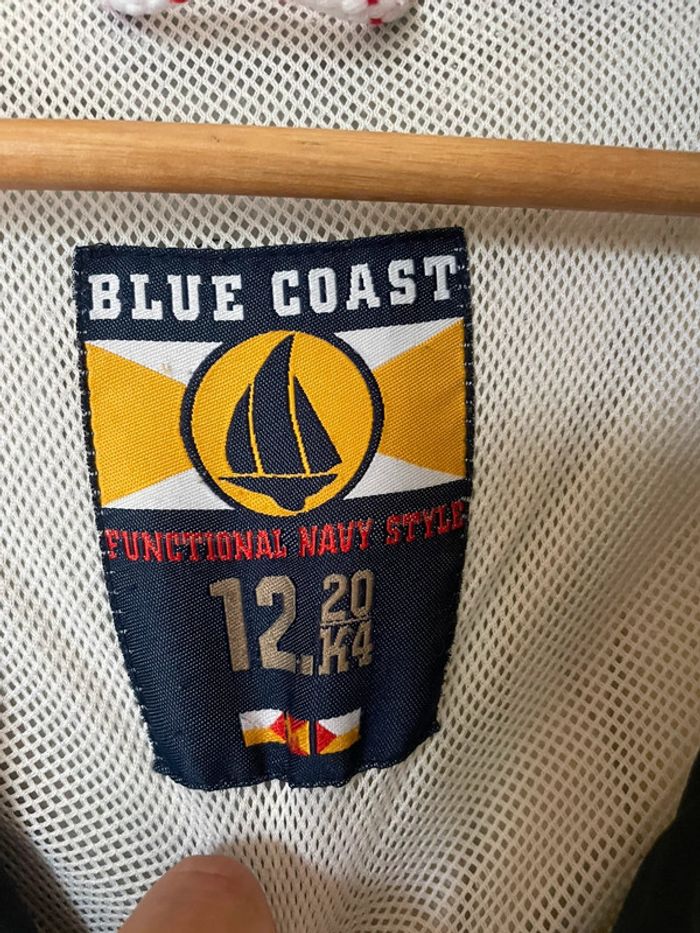 BLUE COAST
FUNCTIONAL NAVY STYLE
12.20
K4